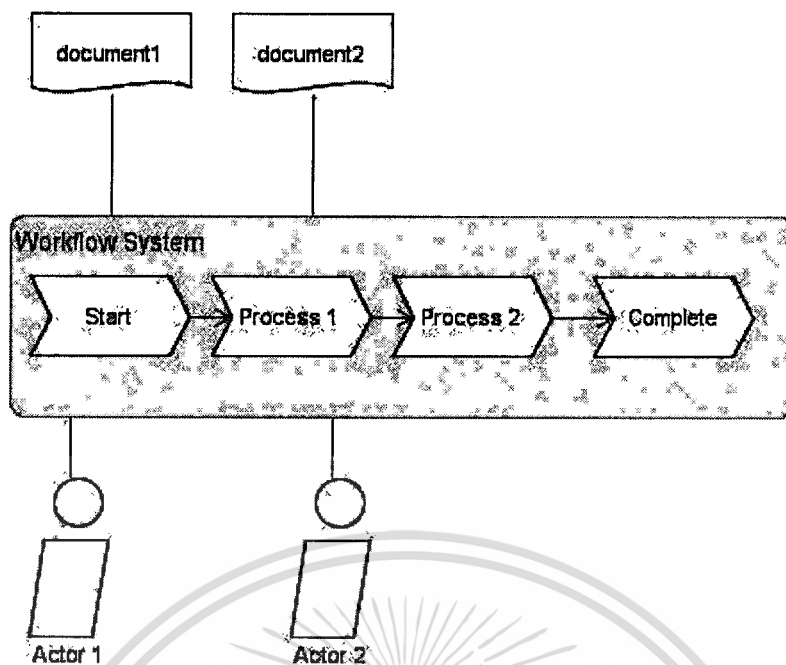 document1
document2
Workflow System
Start
Process 1
Process 2
Complete
Actor 1
Actor 2